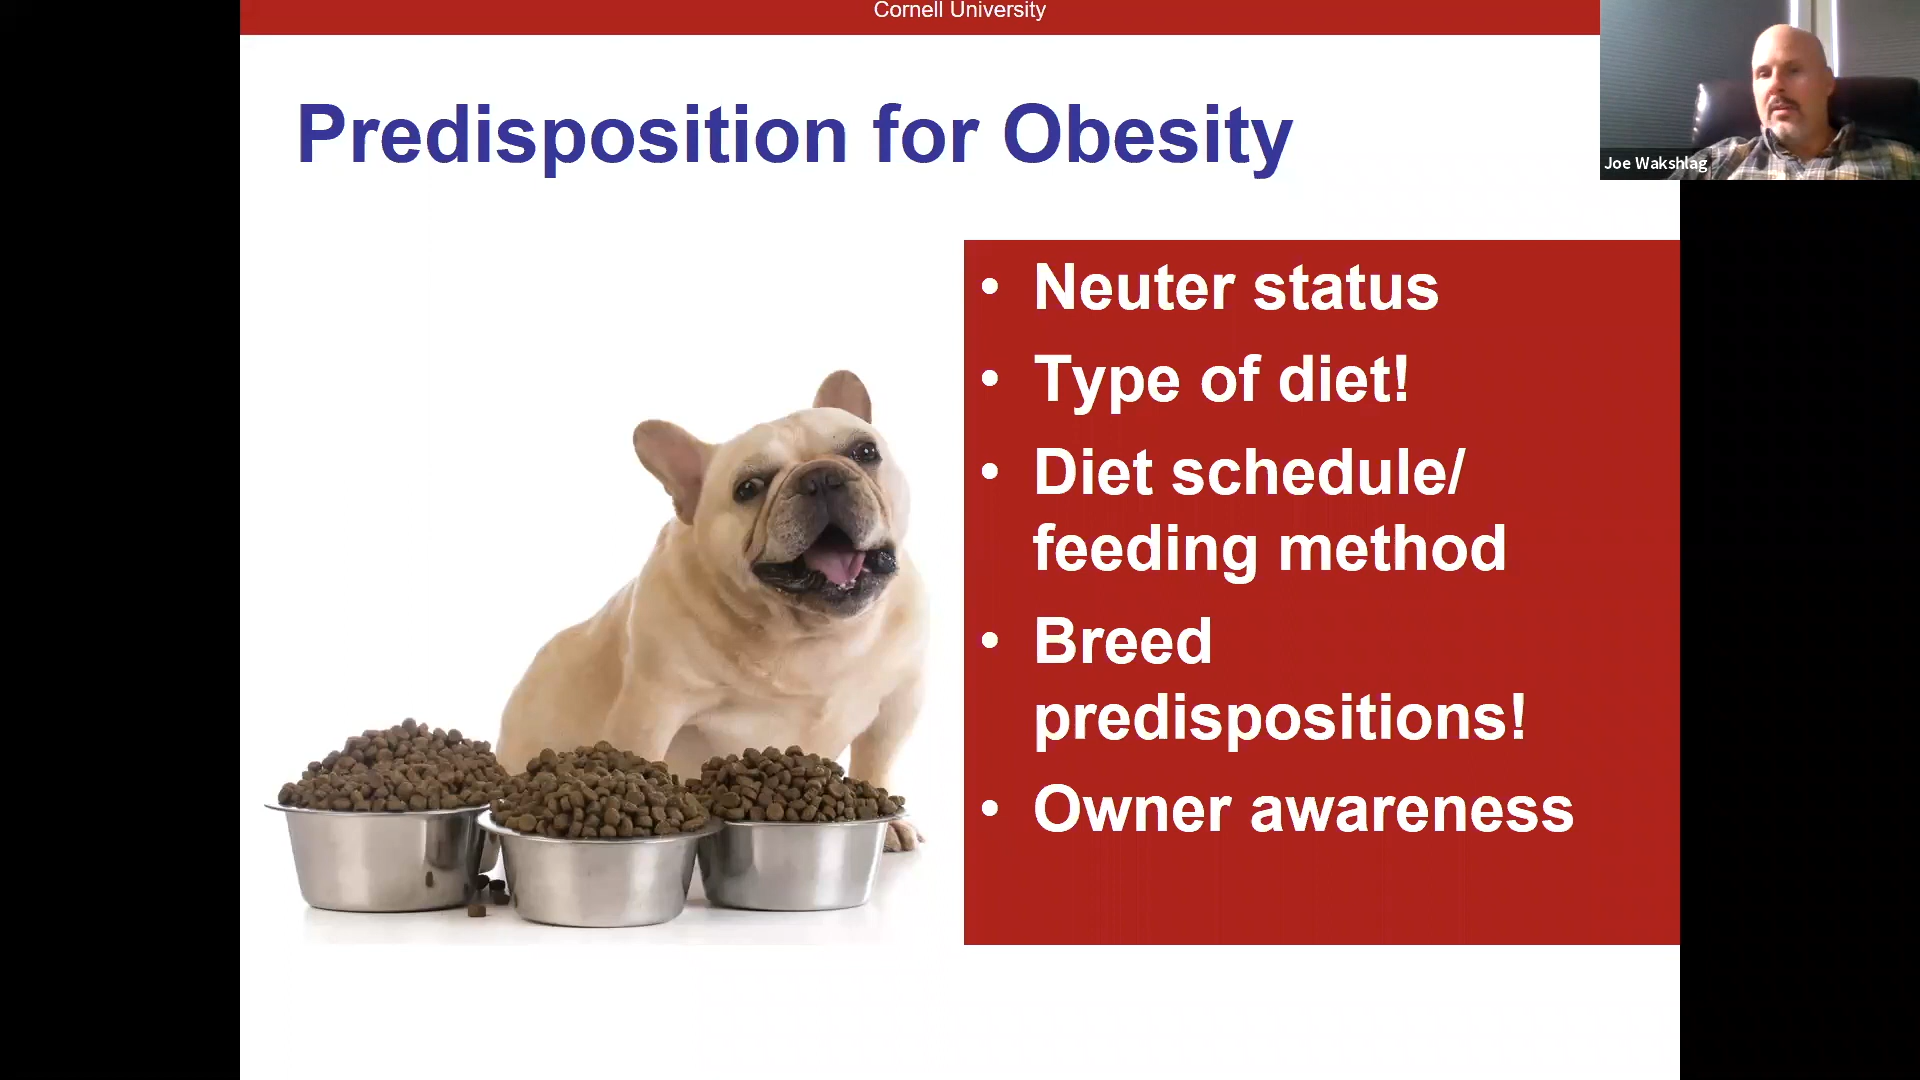 Cornell University
Predisposition for Obesity
Joe Wakshlag
• Neuter status
• Type of diet!
• Diet schedule/
feeding method
• Breed
predispositions!
• Owner awareness